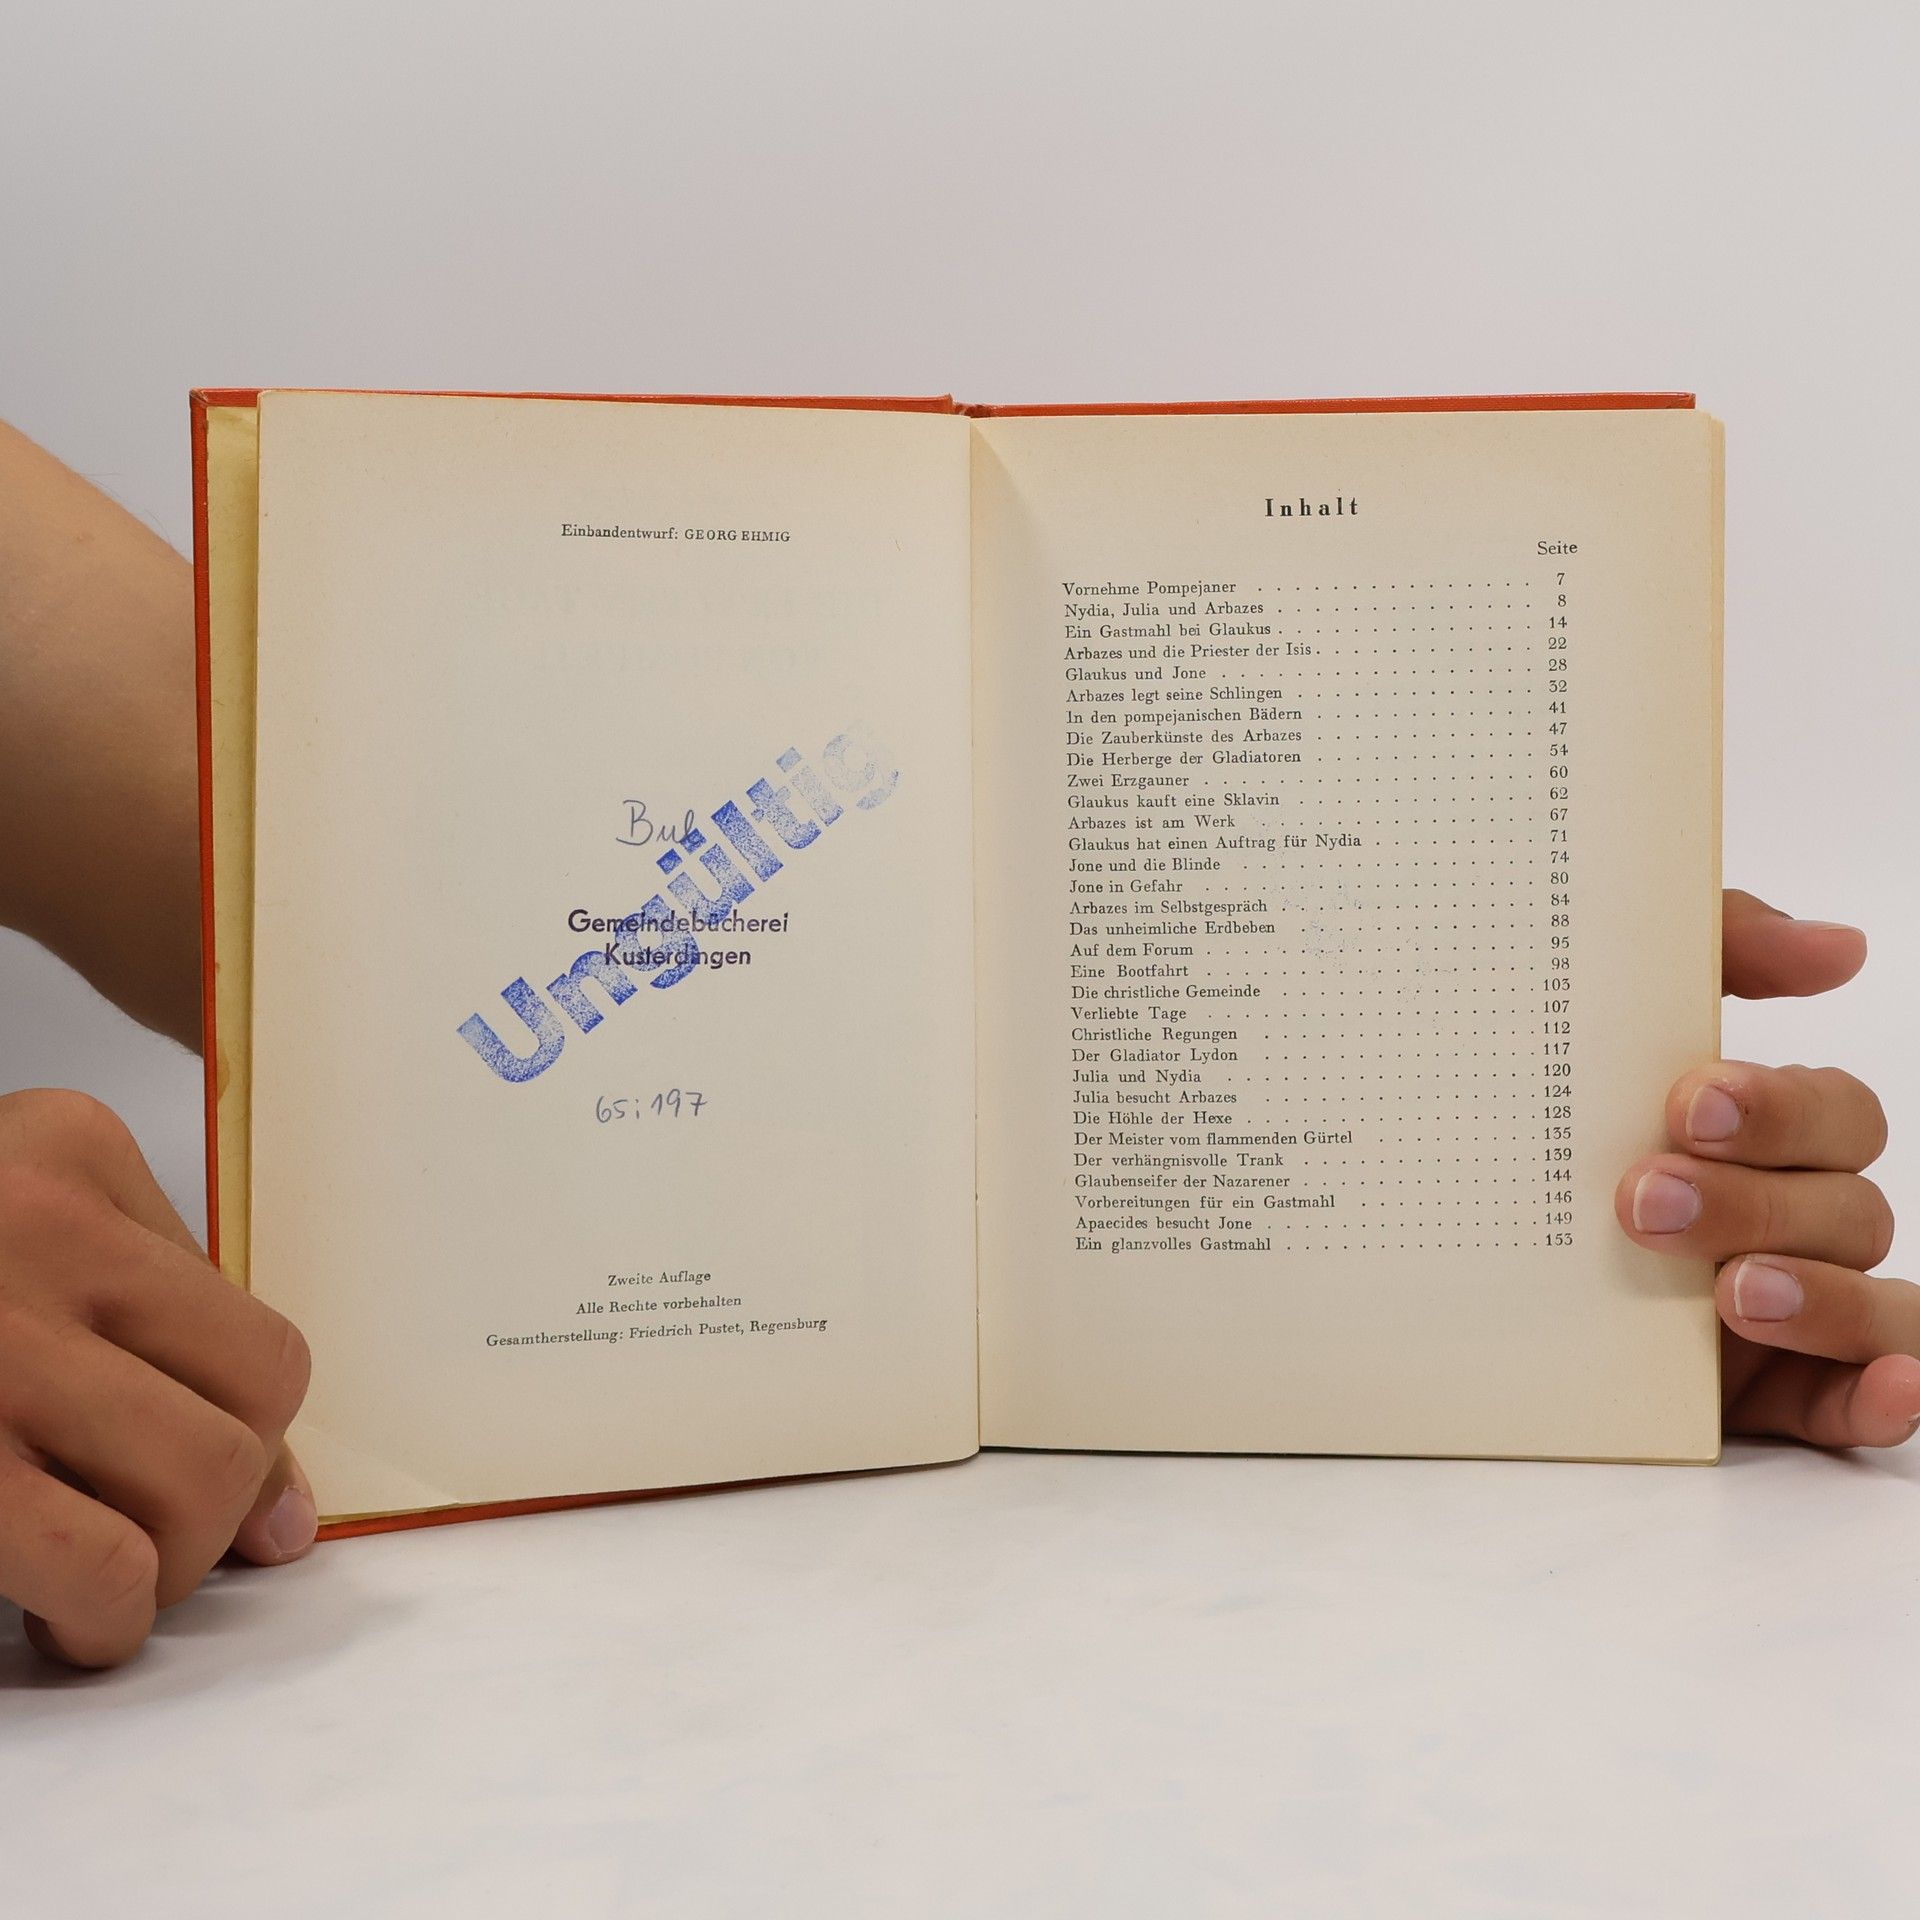 Einbandentwurf: GEORG EHMIG
Bul
Ungültig
Gemeindebücherei
Kusterdingen
65:197
Zweite Auflage
Alle Rechte vorbehalten
Gesamtherstellung: Friedrich Pustet, Regensburg
Inhalt
Seite
Vornehme Pompejaner . . . . . . . . . . . . . . . 7
Nydia, Julia und Arbazes . . . . . . . . . . . . . . 8
Ein Gastmahl bei Glaukus . . . . . . . . . . . . . . 14
Arbazes und die Priester der Isis . . . . . . . . . . . . 22
Glaukus und Jone . . . . . . . . . . . . . . . . . 28
Arbazes legt seine Schlingen . . . . . . . . . . . . . 32
In den pompejanischen Bädern . . . . . . . . . . . . 41
Die Zauberkünste des Arbazes . . . . . . . . . . . . 47
Die Herberge der Gladiatoren . . . . . . . . . . . . 54
Zwei Erzgauner . . . . . . . . . . . . . . . . . . 60
Glaukus kauft eine Sklavin . . . . . . . . . . . . . 62
Arbazes ist am Werk . . . . . . . . . . . . . . . 67
Glaukus hat einen Auftrag für Nydia . . . . . . . . . 71
Jone und die Blinde . . . . . . . . . . . . . . . . 74
Jone in Gefahr . . . . . . . . . . . . . . . . . . 80
Arbazes im Selbstgespräch . . . . . . . . . . . . . . 84
Das unheimliche Erdbeben . . . . . . . . . . . . . 88
Auf dem Forum . . . . . . . . . . . . . . . . . . 95
Eine Bootfahrt . . . . . . . . . . . . . . . . . . 98
Die christliche Gemeinde . . . . . . . . . . . . . . 103
Verliebte Tage . . . . . . . . . . . . . . . . . . 107
Christliche Regungen . . . . . . . . . . . . . . . 112
Der Gladiator Lydon . . . . . . . . . . . . . . . 117
Julia und Nydia . . . . . . . . . . . . . . . . . 120
Julia besucht Arbazes . . . . . . . . . . . . . . . 124
Die Höhle der Hexe . . . . . . . . . . . . . . . . 128
Der Meister vom flammenden Gürtel . . . . . . . . . 135
Der verhängnisvolle Trank . . . . . . . . . . . . . 139
Glaubenseifer der Nazarener . . . . . . . . . . . . . 144
Vorbereitungen für ein Gastmahl . . . . . . . . . . 146
Apaecides besucht Jone . . . . . . . . . . . . . . . 149
Ein glanzvolles Gastmahl . . . . . . . . . . . . . . 153